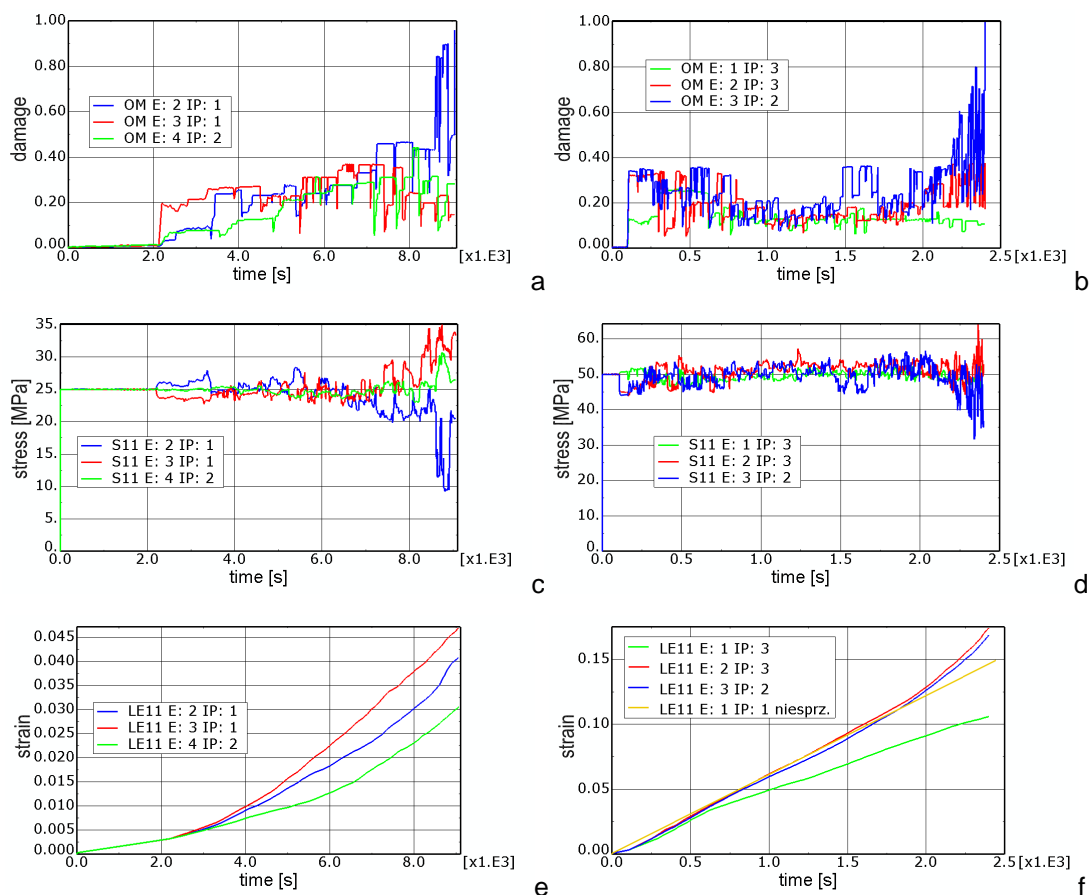 1.00
0.80
0.60
0.40
0.20
0.00
damage
OM E: 2 IP: 1
OM E: 3 IP: 1
OM E: 4 IP: 2
0.0 2.0 4.0 6.0 8.0 [x1.E3]
time [s]
a
1.00
0.80
0.60
0.40
0.20
0.00
damage
OM E: 1 IP: 3
OM E: 2 IP: 3
OM E: 3 IP: 2
0.0 0.5 1.0 1.5 2.0 2.5 [x1.E3]
time [s]
b
35.
30.
25.
20.
15.
10.
5.
0.
stress [MPa]
S11 E: 2 IP: 1
S11 E: 3 IP: 1
S11 E: 4 IP: 2
0.0 2.0 4.0 6.0 8.0 [x1.E3]
time [s]
c
60.
50.
40.
30.
20.
10.
0.
stress [MPa]
S11 E: 1 IP: 3
S11 E: 2 IP: 3
S11 E: 3 IP: 2
0.0 0.5 1.0 1.5 2.0 2.5 [x1.E3]
time [s]
d
0.045
0.040
0.035
0.030
0.025
0.020
0.015
0.010
0.005
0.000
strain
LE11 E: 2 IP: 1
LE11 E: 3 IP: 1
LE11 E: 4 IP: 2
0.0 2.0 4.0 6.0 8.0 [x1.E3]
time [s]
e
0.15
0.10
0.05
0.00
strain
LE11 E: 1 IP: 3
LE11 E: 2 IP: 3
LE11 E: 3 IP: 2
LE11 E: 1 IP: 1 niesprz.
0.0 0.5 1.0 1.5 2.0 2.5 [x1.E3]
time [s]
f